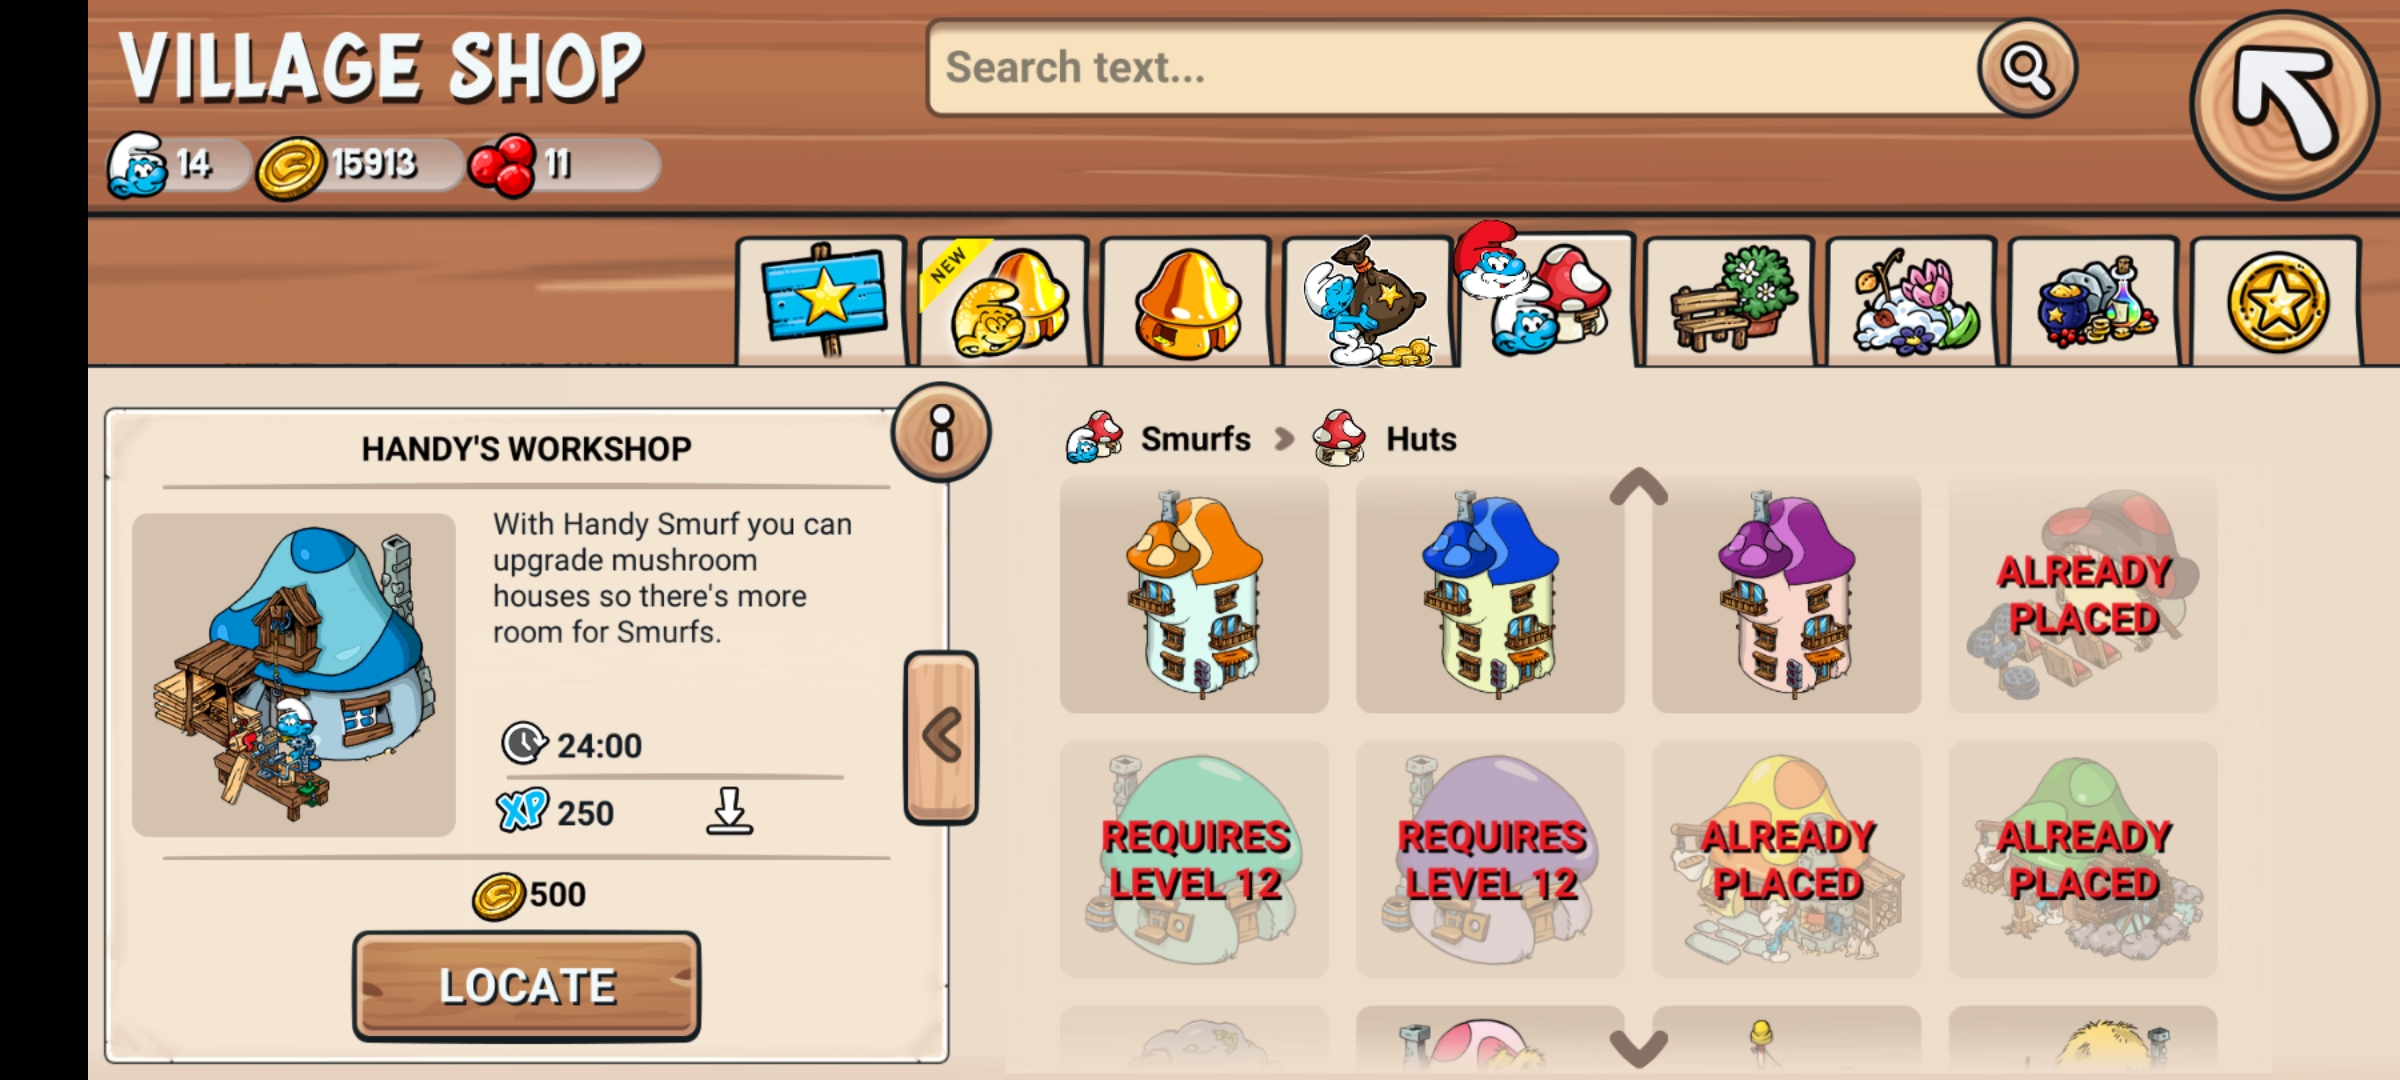 VILLAGE SHOP
Search text...
14
15913
11
NEW
HANDY'S WORKSHOP
With Handy Smurf you can
upgrade mushroom
houses so there's more
room for Smurfs.
24:00
XP 250
500
LOCATE
Smurfs > Huts
ALREADY
PLACED
REQUIRES
LEVEL 12
REQUIRES
LEVEL 12
ALREADY
PLACED
ALREADY
PLACED